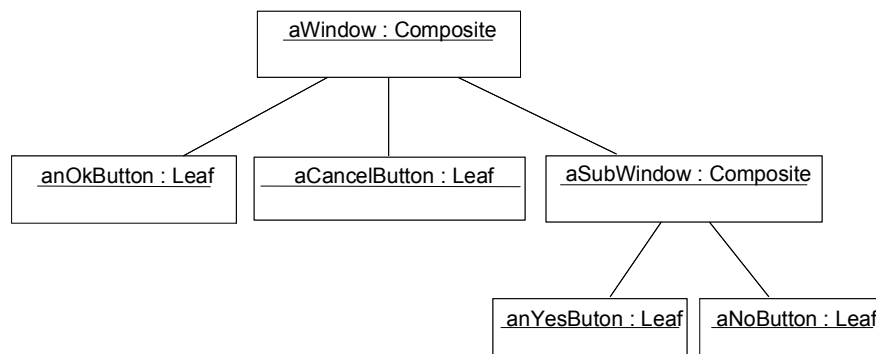 aWindow : Composite
anOkButton : Leaf
aCancelButton : Leaf
aSubWindow : Composite
anYesButon : Leaf
aNoButton : Leaf